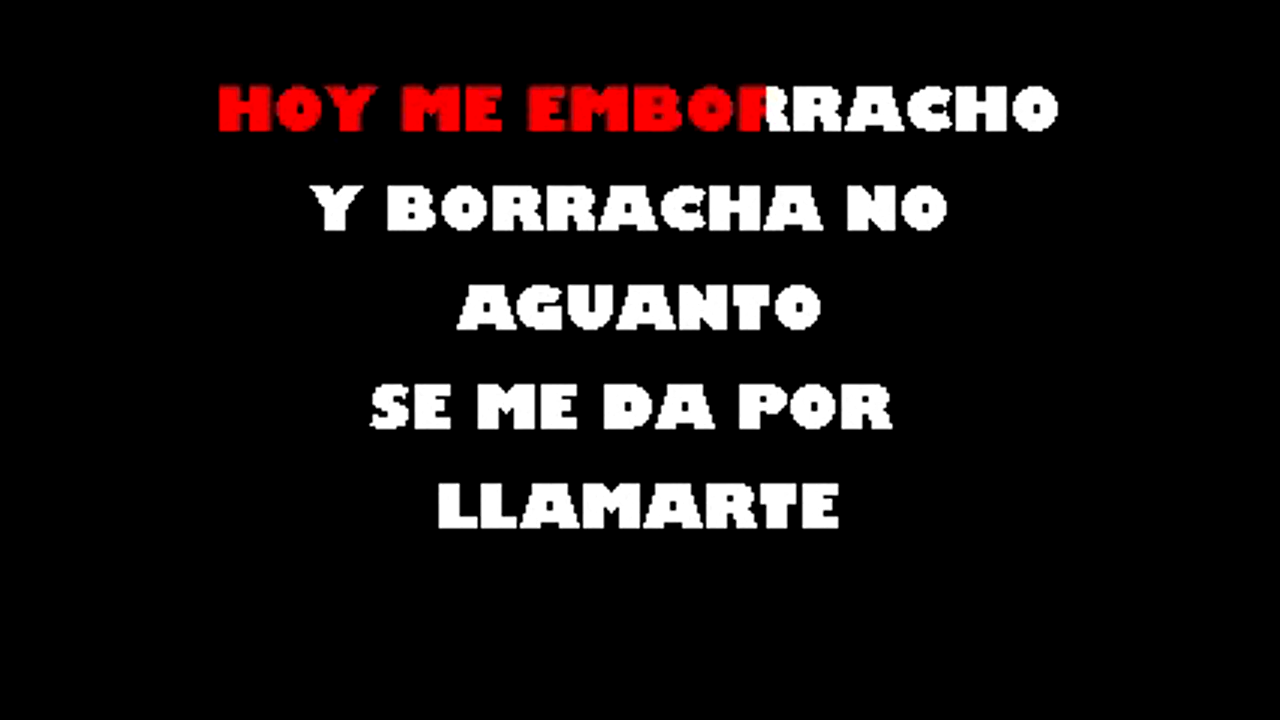 HOY ME EMBORRACHO
Y BORRACHA NO
AGUANTO
SE ME DA POR
LLAMARTE